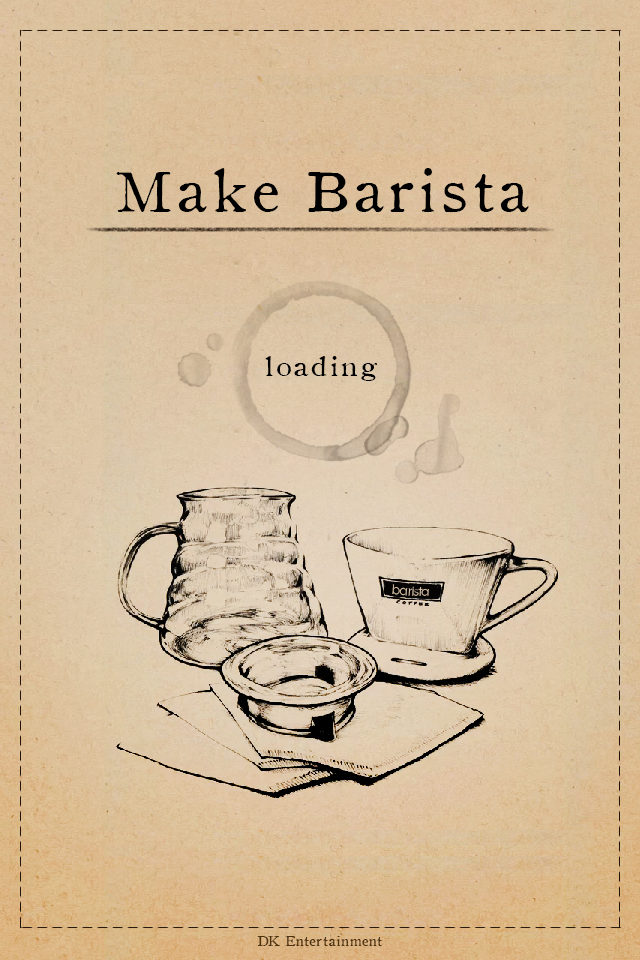 Make Barista
loading
barista
coffee
DK Entertainment